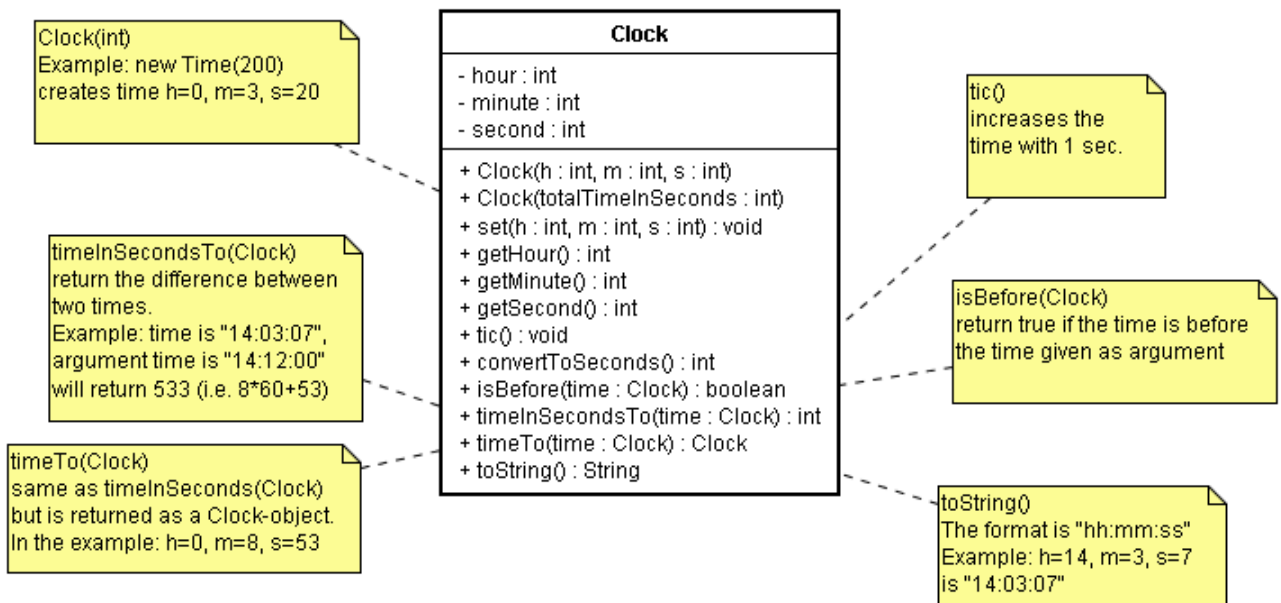 Clock(int)
Example: new Time(200)
creates time h=0, m=3, s=20
timeInSecondsTo(Clock)
return the difference between
two times.
Example: time is "14:03:07",
argument time is "14:12:00"
will return 533 (i.e. 8*60+53)
timeTo(Clock)
same as timeInSeconds(Clock)
but is returned as a Clock-object.
In the example: h=0, m=8, s=53
Clock
- hour : int
- minute : int
- second : int
+ Clock(h : int, m : int, s : int)
+ Clock(totalTimeInSeconds : int)
+ set(h : int, m : int, s : int) : void
+ getHour() : int
+ getMinute() : int
+ getSecond() : int
+ tic() : void
+ convertToSeconds() : int
+ isBefore(time : Clock) : boolean
+ timeInSecondsTo(time : Clock) : int
+ timeTo(time : Clock) : Clock
+ toString() : String
tic()
increases the
time with 1 sec.
isBefore(Clock)
return true if the time is before
the time given as argument
toString()
The format is "hh:mm:ss"
Example: h=14, m=3, s=7
is "14:03:07"